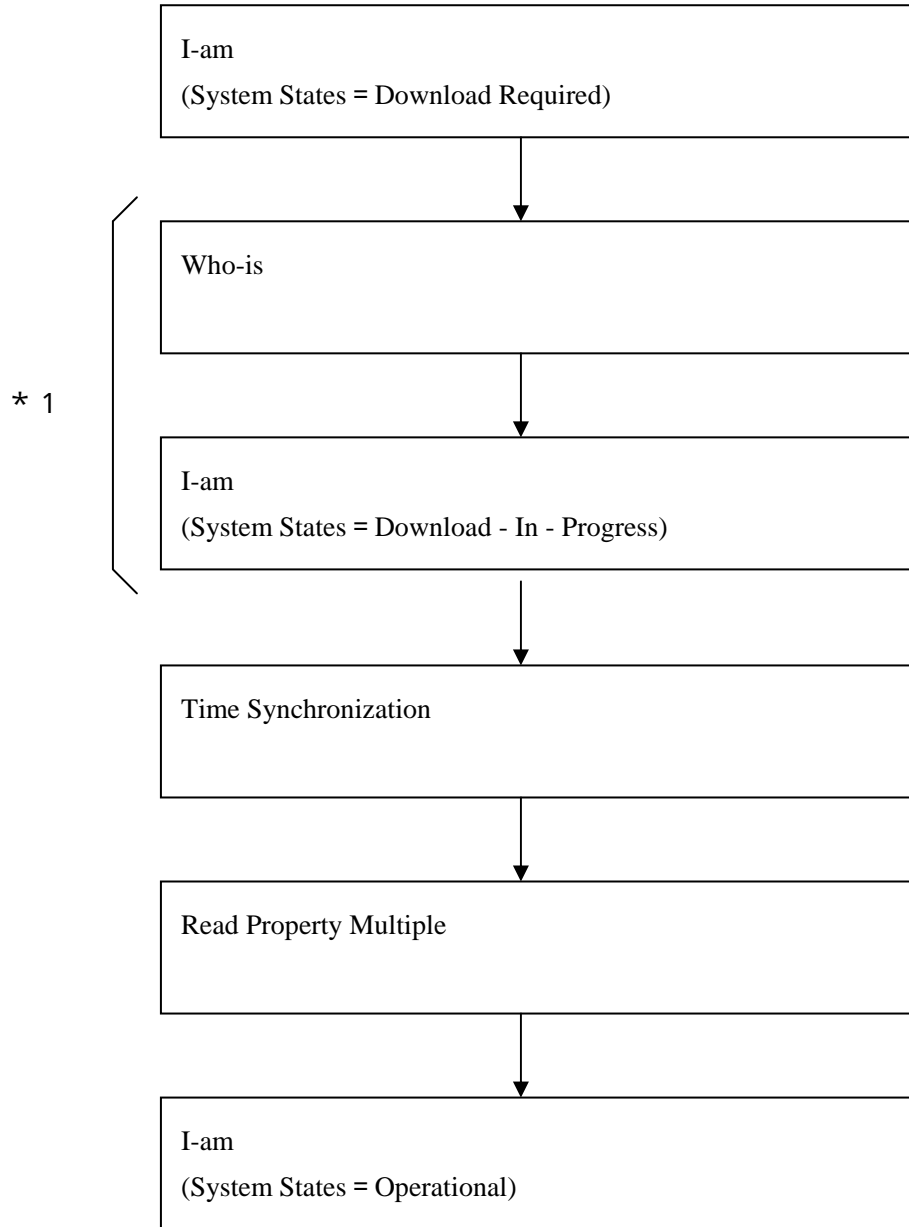 I-am
(System States = Download Required)
Who-is
* 1
I-am
(System States = Download - In - Progress)
Time Synchronization
Read Property Multiple
I-am
(System States = Operational)